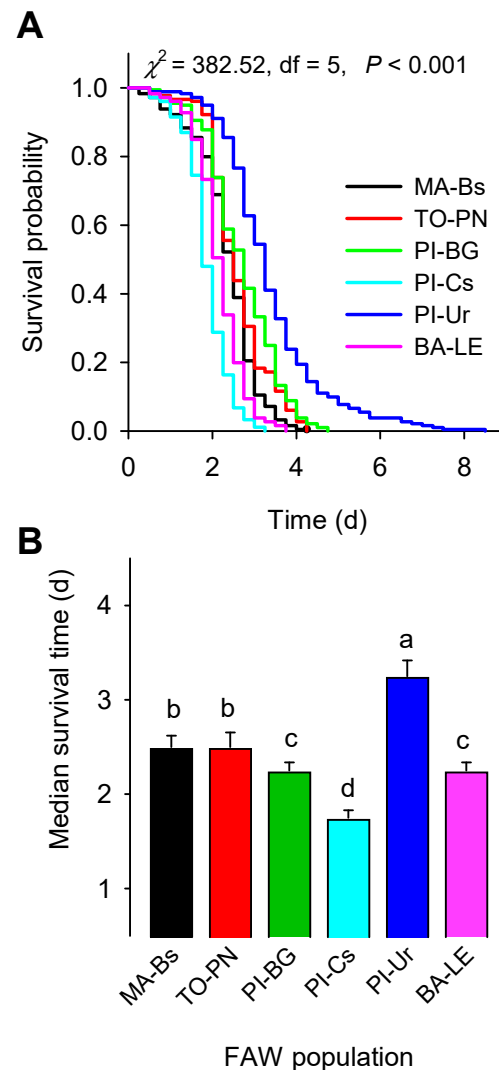 A
χ² = 382.52, df = 5, P < 0.001
Survival probability
1.0
0.8
0.6
0.4
0.2
0.0
MA-Bs
TO-PN
PI-BG
PI-Cs
PI-Ur
BA-LE
0 2 4 6 8
Time (d)
B
Median survival time (d)
4
3
2
1
b b c d a c
MA-Bs TO-PN PI-BG PI-Cs PI-Ur BA-LE
FAW population